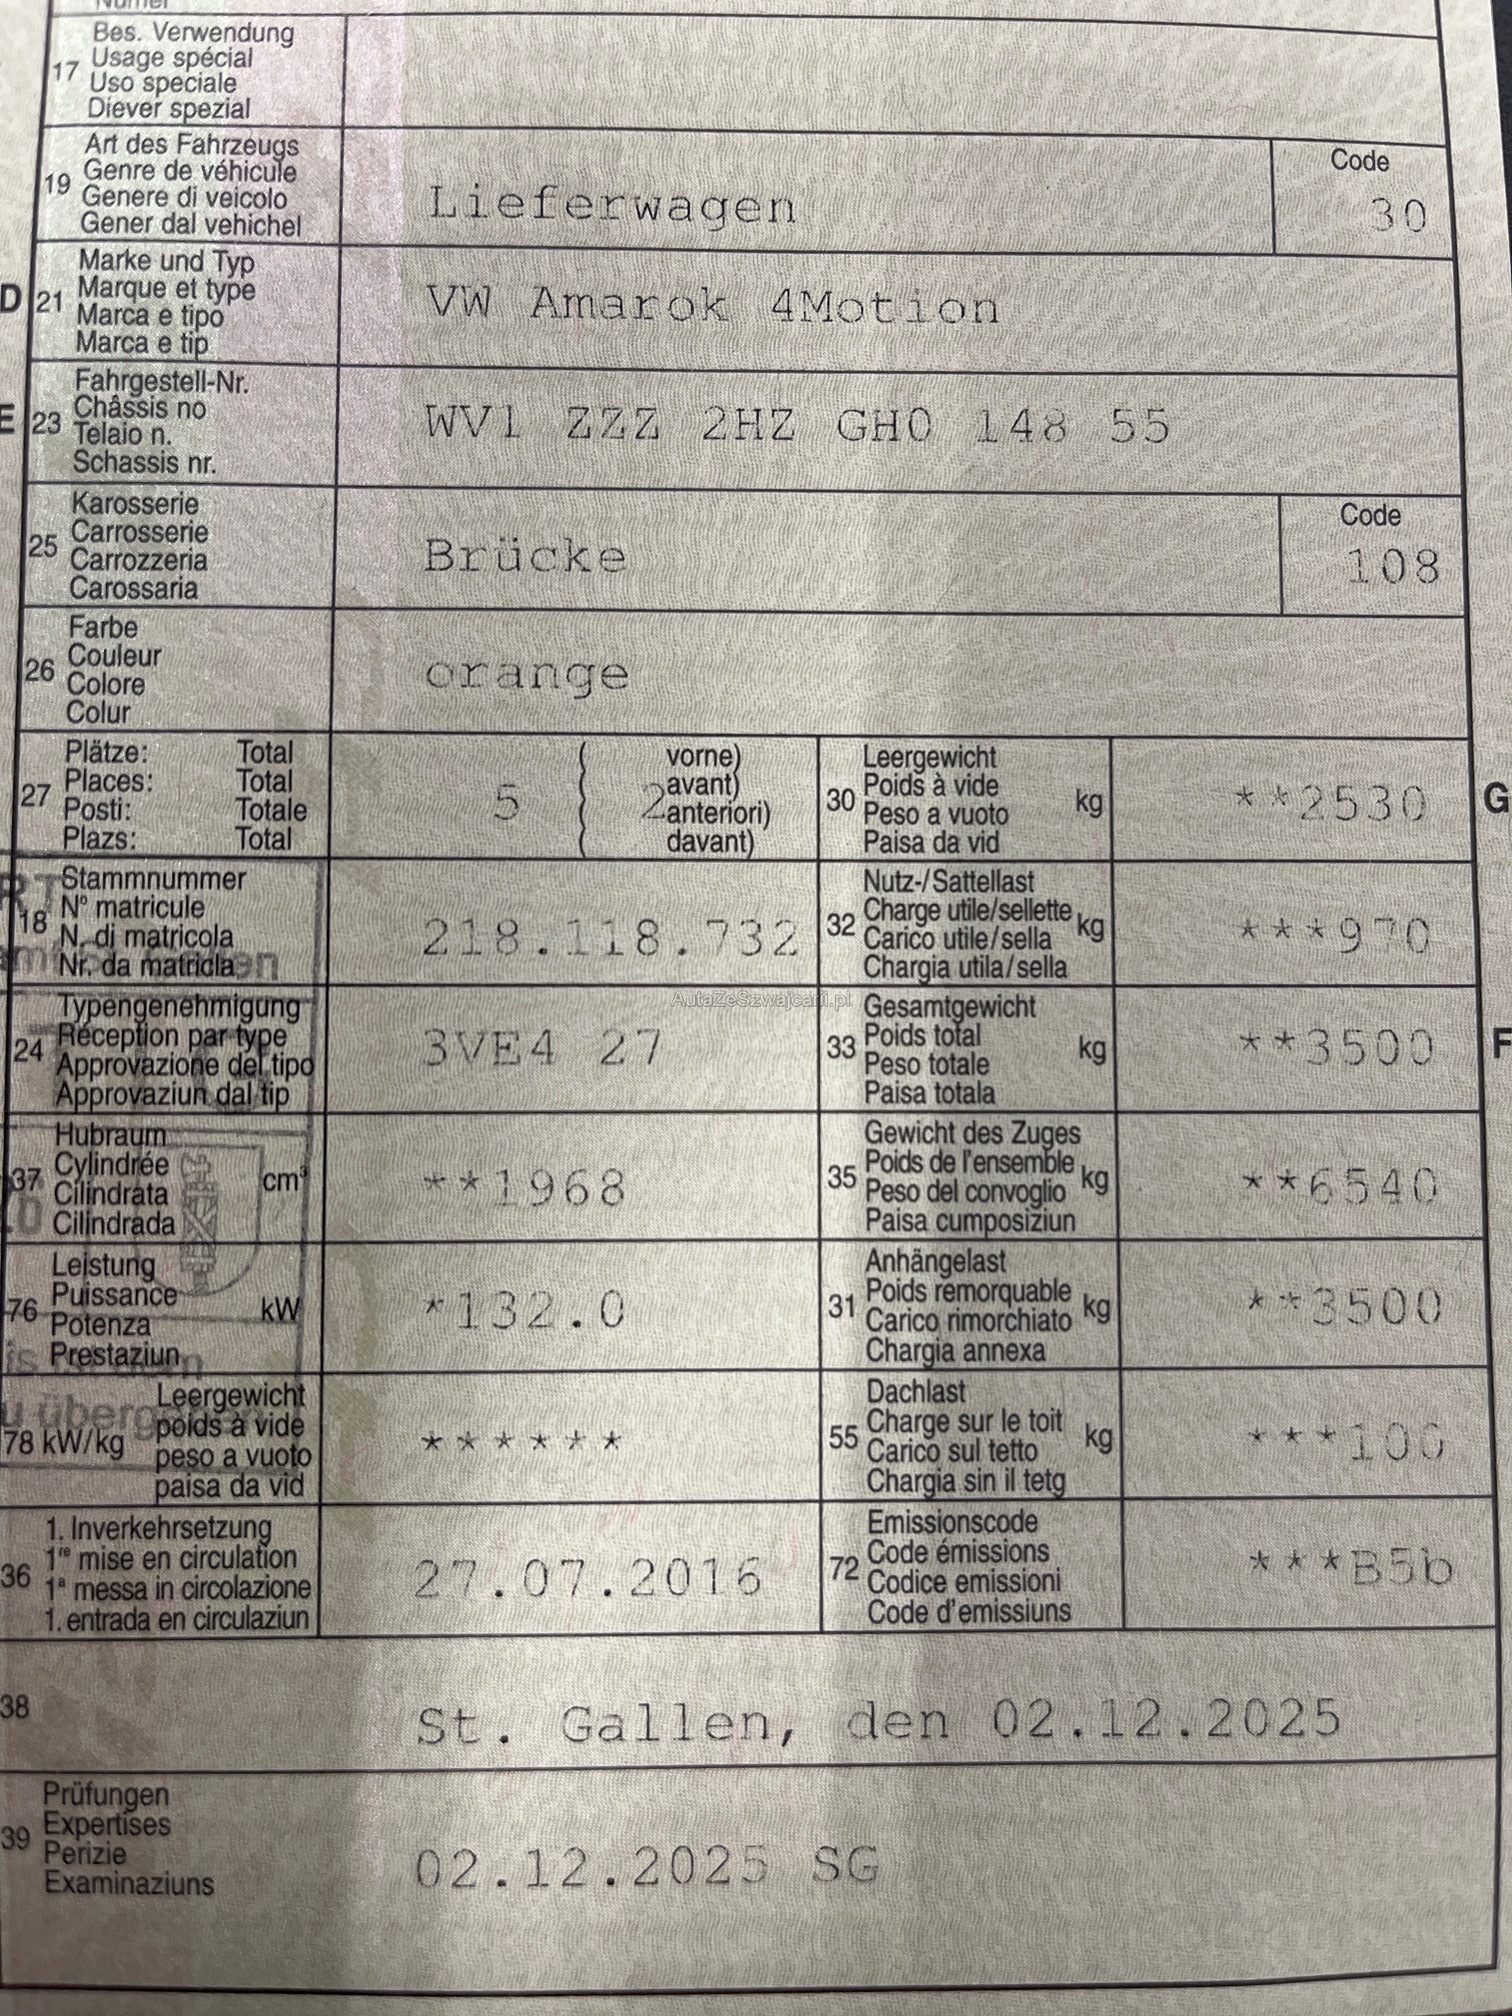 17 Bes. Verwendung
Usage spécial
Uso speciale
Diever spezial
19 Art des Fahrzeugs
Genre de véhicule
Genere di veicolo
Gener dal vehichel
Lieferwagen
Code
30
D 21 Marke und Typ
Marque et type
Marca e tipo
Marca e tip
VW Amarok 4Motion
E 23 Fahrgestell-Nr.
Châssis no
Telaio n.
Schassis nr.
WV1 ZZZ 2HZ GH0 148 55
25 Karosserie
Carrosserie
Carrozzeria
Carossaria
Brücke
Code
108
26 Farbe
Couleur
Colore
Colur
orange
27 Plätze: Total
Places: Total
Posti: Totale
Plazs: Total
5
( vorne)
( avant)
( 2 anteriori)
( davant)
30 Leergewicht
Poids à vide
Peso a vuoto
Paisa da vid
kg
**2530
G
18 Stammnummer
N° matricule
N. di matricola
Nr. da matricla
218.118.732
32 Nutz-/Sattellast
Charge utile/sellette
Carico utile/sella
Chargia utila/sella
kg
***970
AutaZeSzwajcarii.pl
24 Typengenehmigung
Réception par type
Approvazione del tipo
Approvaziun dal tip
3VE4 27
33 Gesamtgewicht
Poids total
Peso totale
Paisa totala
kg
**3500
F
37 Hubraum
Cylindrée
Cilindrata
Cilindrada
cm³
**1968
35 Gewicht des Zuges
Poids de l'ensemble
Peso del convoglio
Paisa cumposiziun
kg
**6540
76 Leistung
Puissance
Potenza
Prestaziun
kW
*132.0
31 Anhängelast
Poids remorquable
Carico rimorchiato
Chargia annexa
kg
**3500
78 kW/kg
Leergewicht
poids à vide
peso a vuoto
paisa da vid
******
übergeben
55 Dachlast
Charge sur le toit
Carico sul tetto
Chargia sin il tetg
kg
***100
36 1. Inverkehrsetzung
1re mise en circulation
1a messa in circolazione
1. entrada en circulaziun
27.07.2016
72 Emissionscode
Code émissions
Codice emissioni
Code d'emissiuns
***B5b
38
St. Gallen, den 02.12.2025
39 Prüfungen
Expertises
Perizie
Examinaziuns
02.12.2025 SG